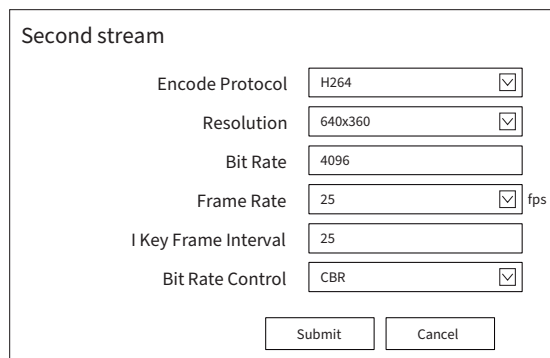 Second stream
Encode Protocol H264
Resolution 640x360
Bit Rate 4096
Frame Rate 25 fps
I Key Frame Interval 25
Bit Rate Control CBR
Submit Cancel